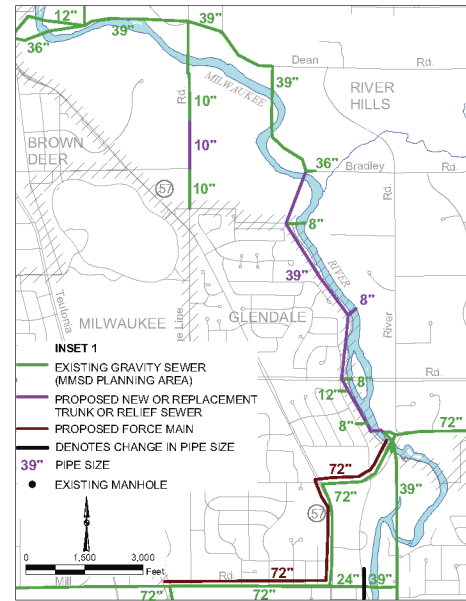 12"
39"
39"
36"
Dean
Rd.
MILWAUKEE
39"
RIVER
HILLS
Rd.
10"
BROWN
DEER
10"
36"
Bradley
Rd.
10"
57
8"
RIVER
39"
8"
Teutonia
MILWAUKEE
GLENDALE
River
ge Line
INSET 1
EXISTING GRAVITY SEWER
(MMSD PLANNING AREA)
PROPOSED NEW OR REPLACEMENT
TRUNK OR RELIEF SEWER
PROPOSED FORCE MAIN
DENOTES CHANGE IN PIPE SIZE
39" PIPE SIZE
EXISTING MANHOLE
8"
Rd.
12"
8"
72"
72"
72"
39"
57
0 1,500 3,000
Feet
Mill
Rd.
72"
24"
39"
72"
72"